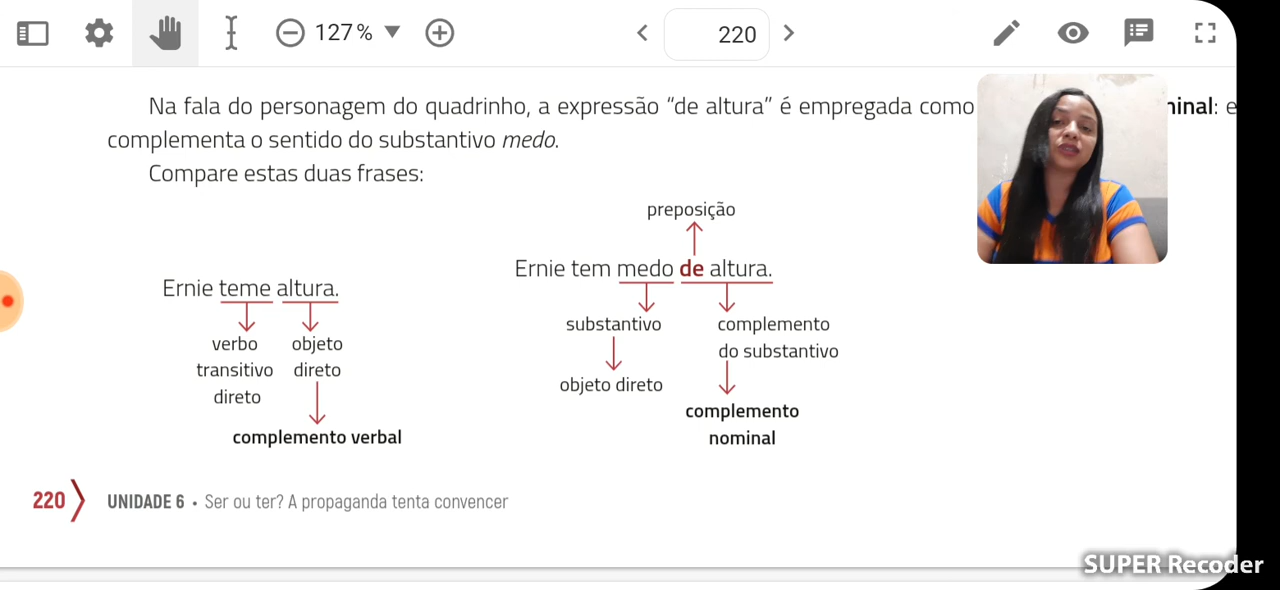 127%
220
Na fala do personagem do quadrinho, a expressão “de altura” é empregada como
complementa o sentido do substantivo medo.
Compare estas duas frases:
preposição
Ernie tem medo de altura.
Ernie teme altura.
substantivo
complemento
do substantivo
verbo
transitivo
direto
objeto
direto
objeto direto
complemento
nominal
complemento verbal
220
UNIDADE 6 • Ser ou ter? A propaganda tenta convencer
SUPER Recoder